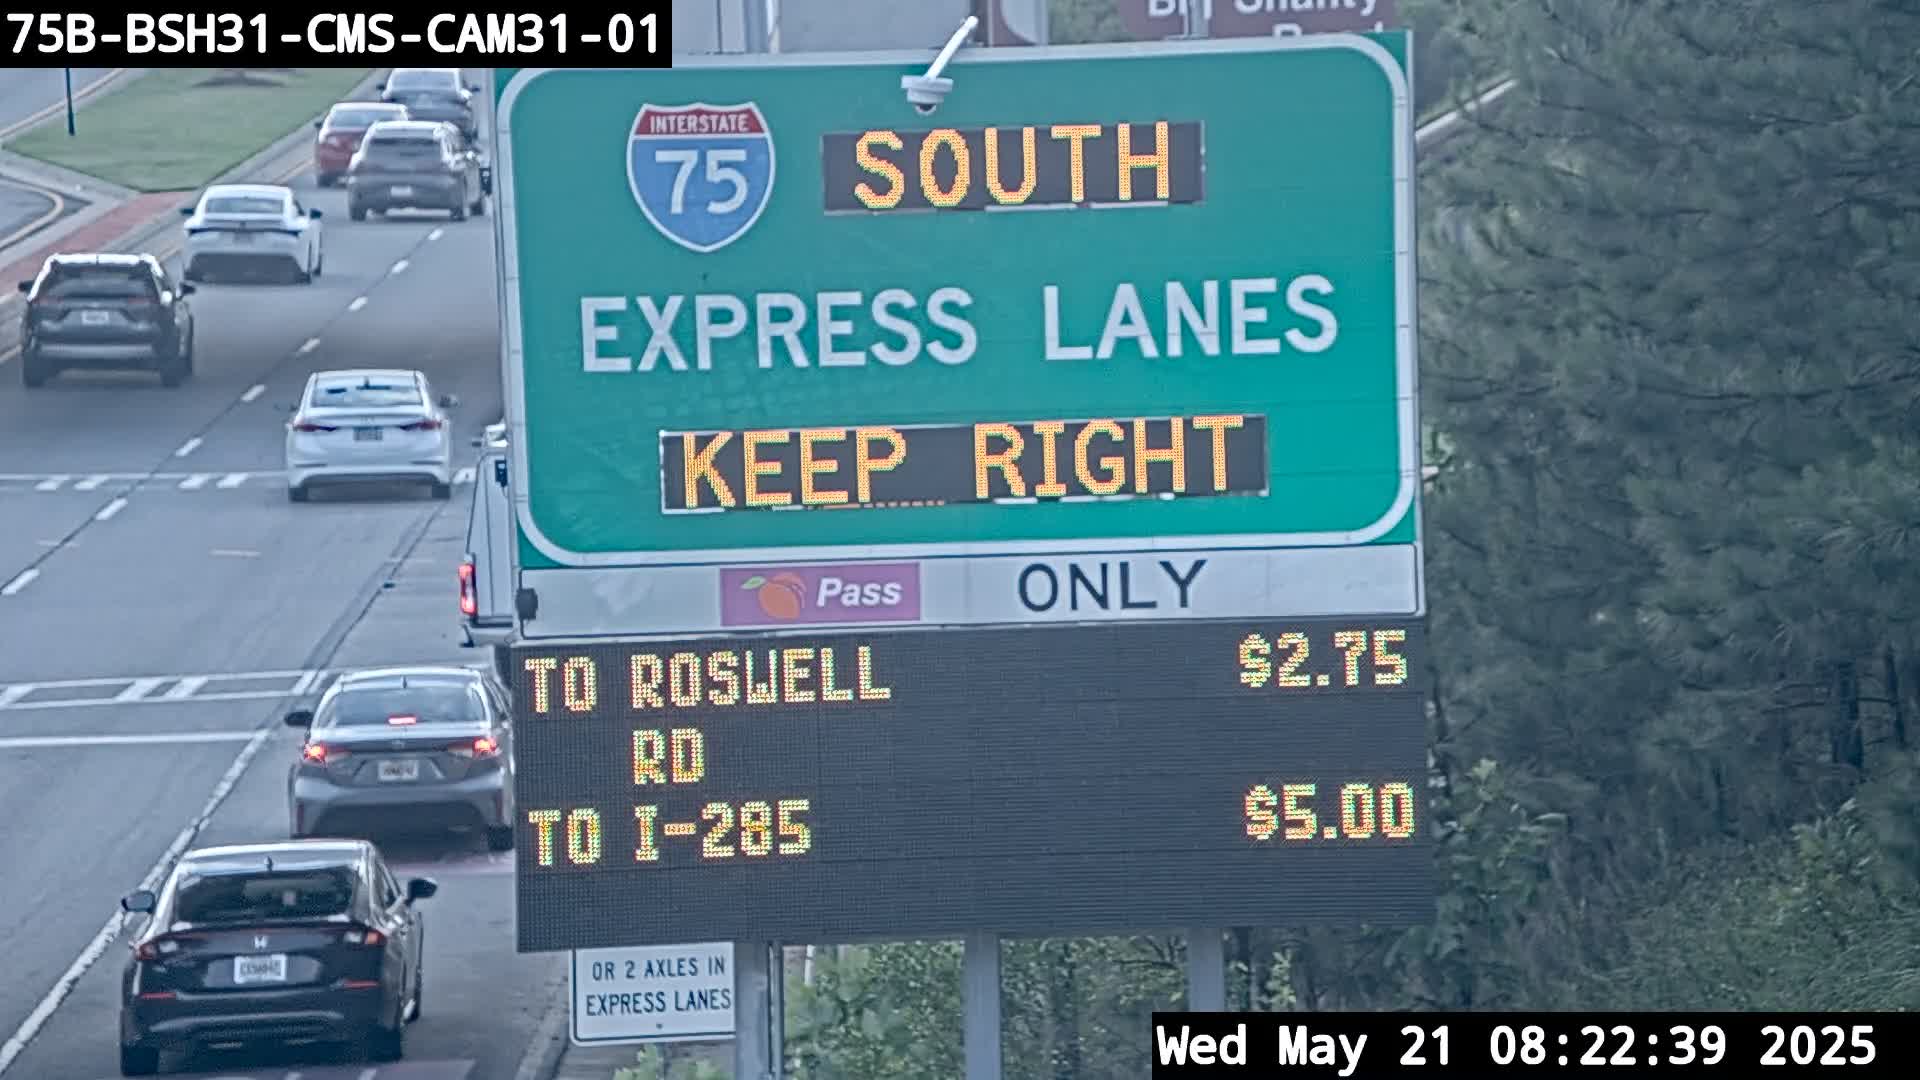 75B-BSH31-CMS-CAM31-01
Shanty
INTERSTATE
75
SOUTH
EXPRESS LANES
KEEP RIGHT
Pass ONLY
TO ROSWELL $2.75
RD
TO I-285 $5.00
OR 2 AXLES IN
EXPRESS LANES
Wed May 21 08:22:39 2025